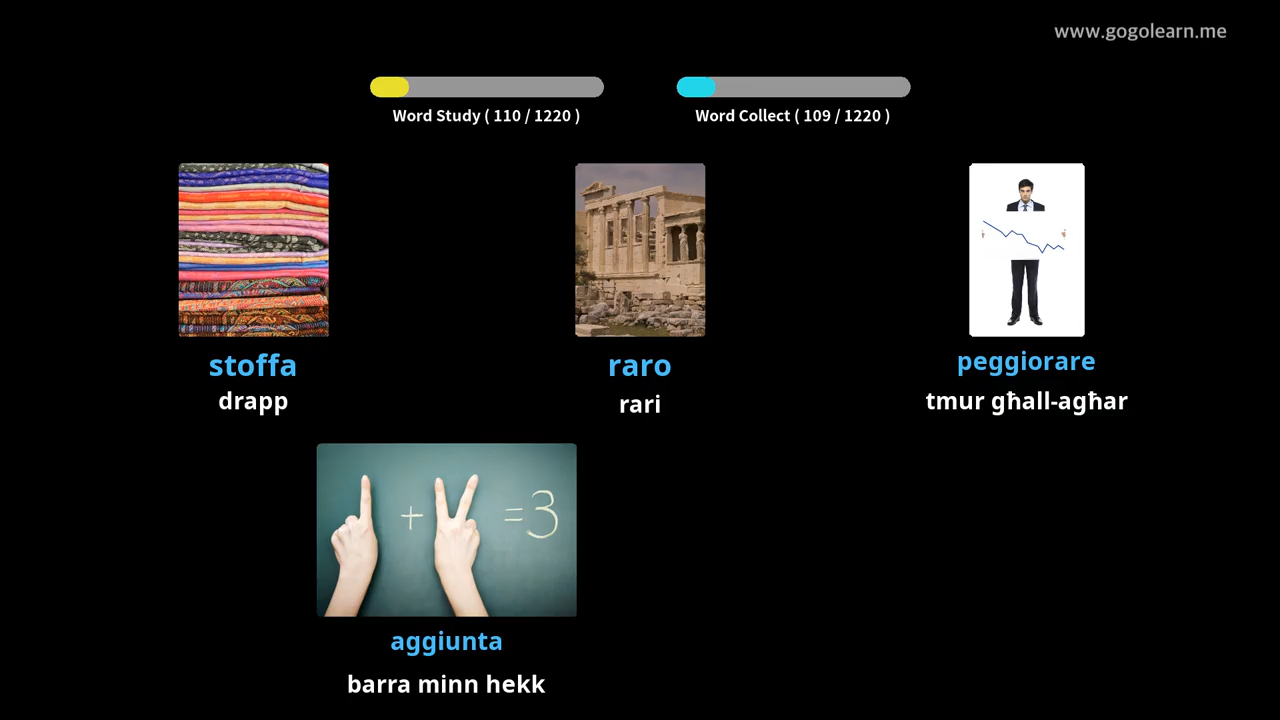 www.gogolearn.me
Word Study ( 110 / 1220 )
Word Collect ( 109 / 1220 )
stoffa
drapp
raro
rari
peggiorare
tmur għall-agħar
+ =3
aggiunta
barra minn hekk